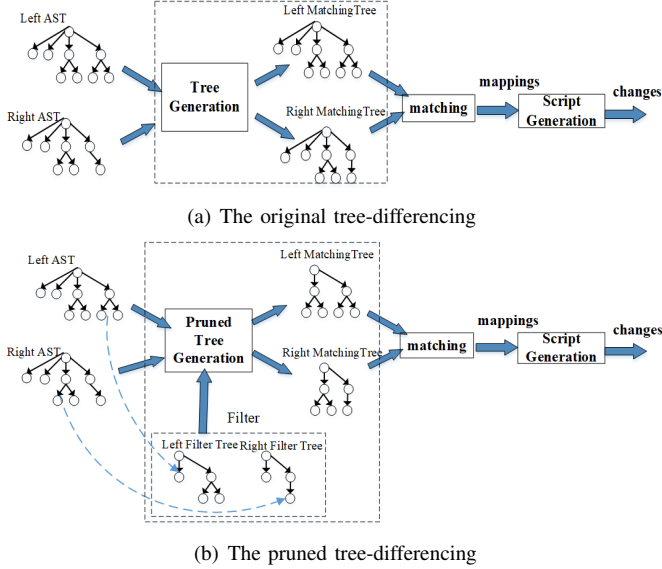 Left AST
Left MatchingTree
Tree
Generation
Right AST
Right MatchingTree
matching
mappings
Script
Generation
changes
(a) The original tree-differencing
Left AST
Left MatchingTree
Pruned
Tree
Generation
Right AST
Right MatchingTree
matching
mappings
Script
Generation
changes
Filter
Left Filter Tree
Right Filter Tree
(b) The pruned tree-differencing